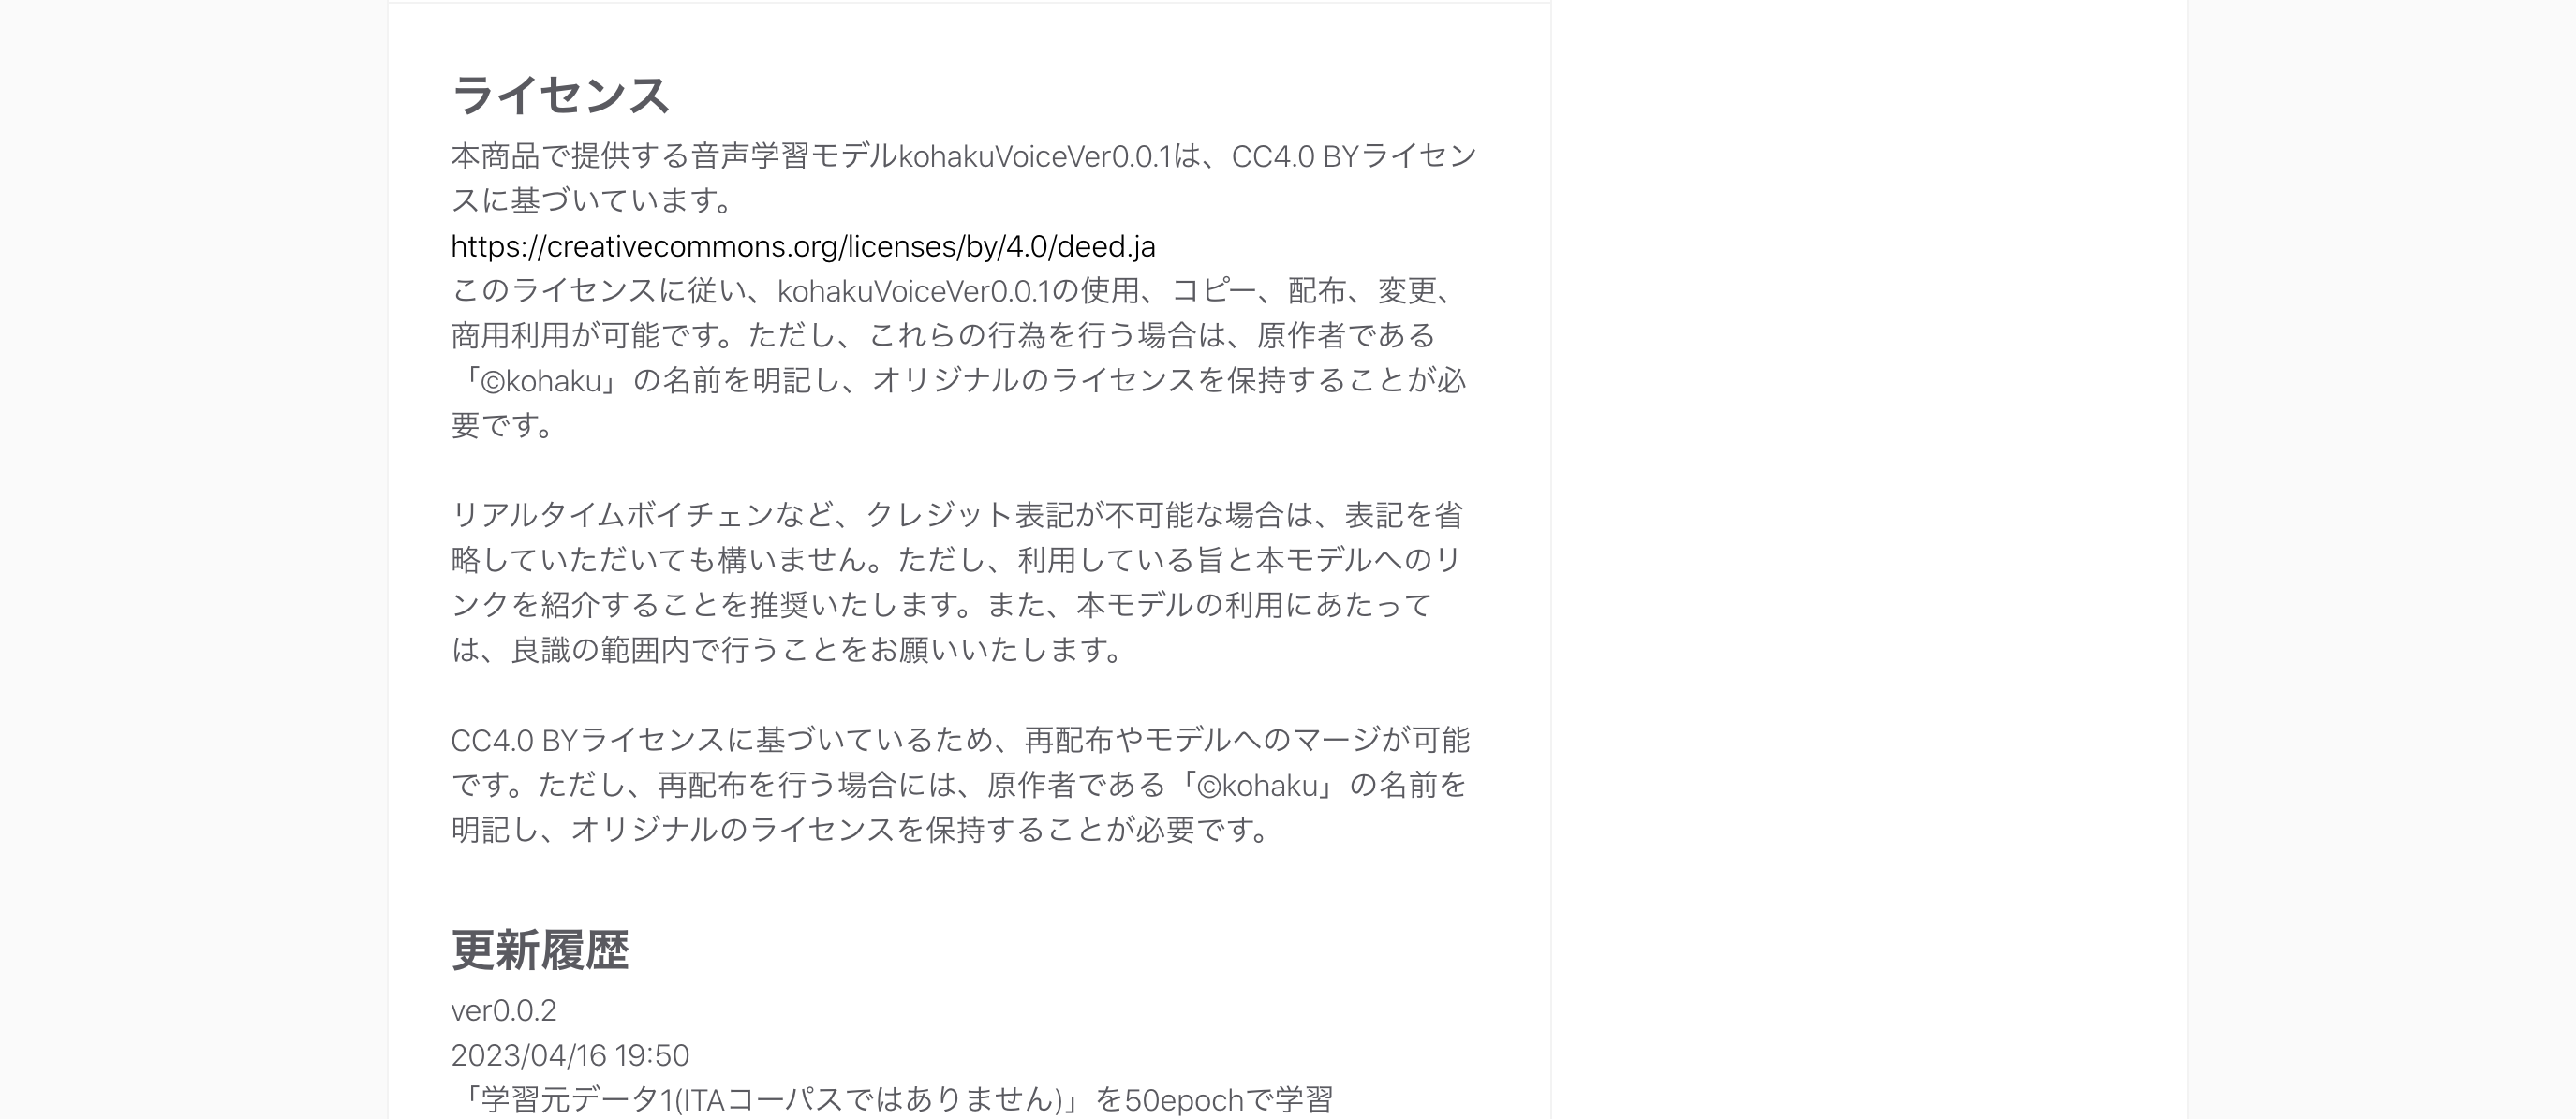 ライセンス
本商品で提供する音声学習モデルkohakuVoiceVer0.0.1は、CC4.0 BYライセン
スに基づいています。
https://creativecommons.org/licenses/by/4.0/deed.ja
このライセンスに従い、kohakuVoiceVer0.0.1の使用、コピー、配布、変更、
商用利用が可能です。ただし、これらの行為を行う場合は、原作者である
「©kohaku」の名前を明記し、オリジナルのライセンスを保持することが必
要です。
リアルタイムボイチェンなど、クレジット表記が不可能な場合は、表記を省
略していただいても構いません。ただし、利用している旨と本モデルへのリ
ンクを紹介することを推奨いたします。また、本モデルの利用にあたって
は、良識の範囲内で行うことをお願いいたします。
CC4.0 BYライセンスに基づいているため、再配布やモデルへのマージが可能
です。ただし、再配布を行う場合には、原作者である「©kohaku」の名前を
明記し、オリジナルのライセンスを保持することが必要です。
更新履歴
ver0.0.2
2023/04/16 19:50
「学習元データ1(ITAコーパスではありません)」を50epochで学習